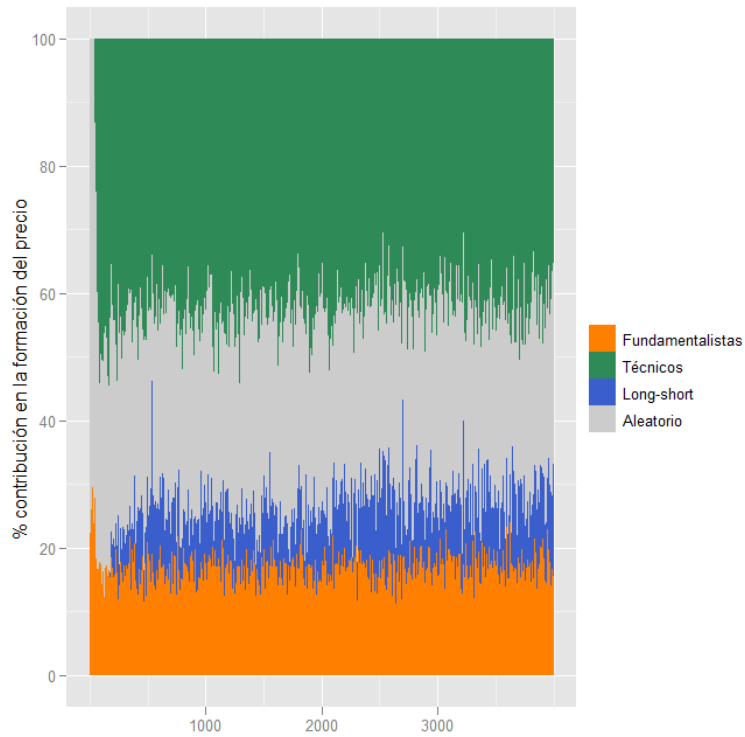 % contribución en la formación del precio
100
80
60
40
20
0
1000
2000
3000
Fundamentalistas
Técnicos
Long-short
Aleatorio